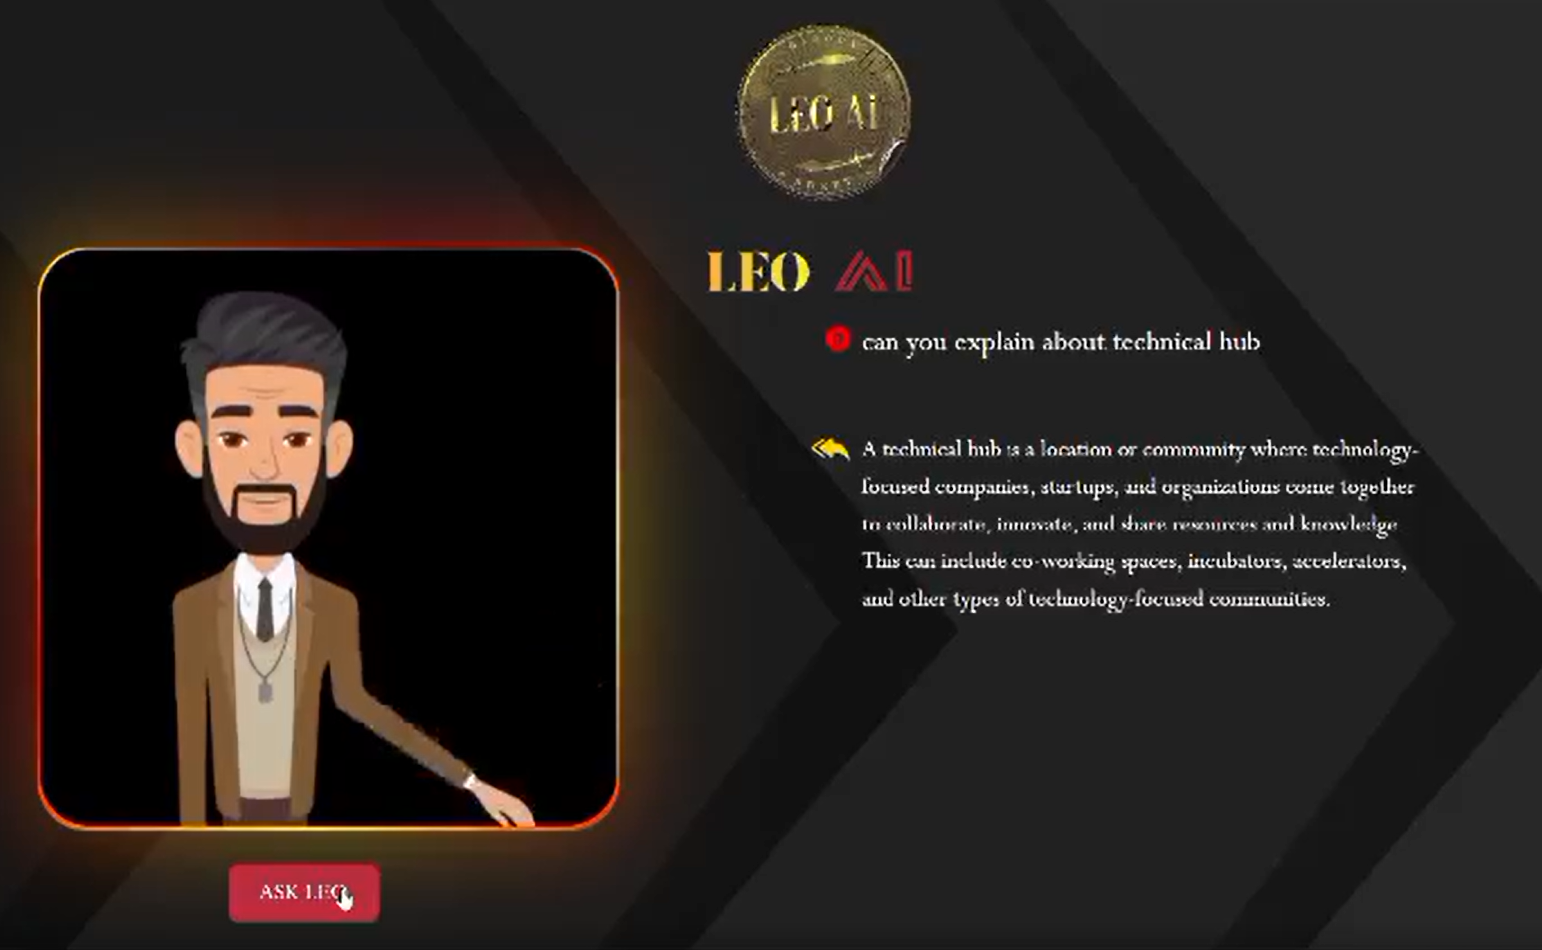 LEO AI
LEO AI
can you explain about technical hub
A technical hub is a location or community where technology-
focused companies, startups, and organizations come together
to collaborate, innovate, and share resources and knowledge
This can include co-working spaces, incubators, accelerators,
and other types of technology-focused communities.
ASK LEO